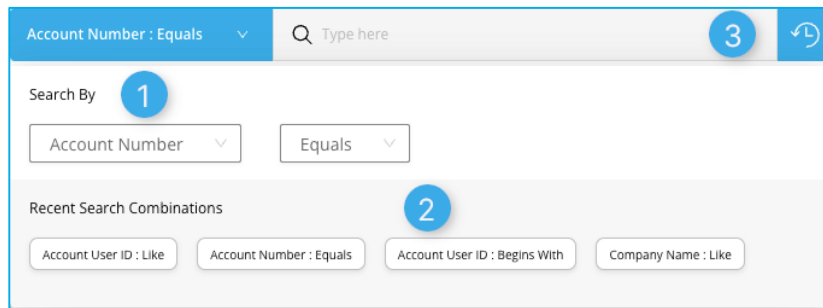 Account Number : Equals Type here 3
Search By 1
Account Number Equals
Recent Search Combinations 2
Account User ID : Like Account Number : Equals Account User ID : Begins With Company Name : Like